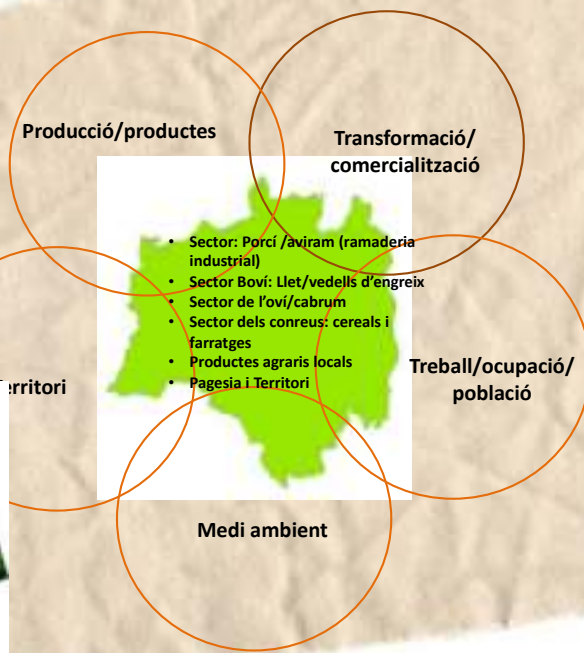 Producció/productes
Transformació/
comercialització
• Sector: Porcí /aviram (ramaderia
industrial)
• Sector Boví: Llet/vedells d'engreix
• Sector de l'oví/cabrum
• Sector dels conreus: cereals i
farratges
• Productes agraris locals
• Pagesia i Territori
erritori
Treball/ocupació/
població
Medi ambient